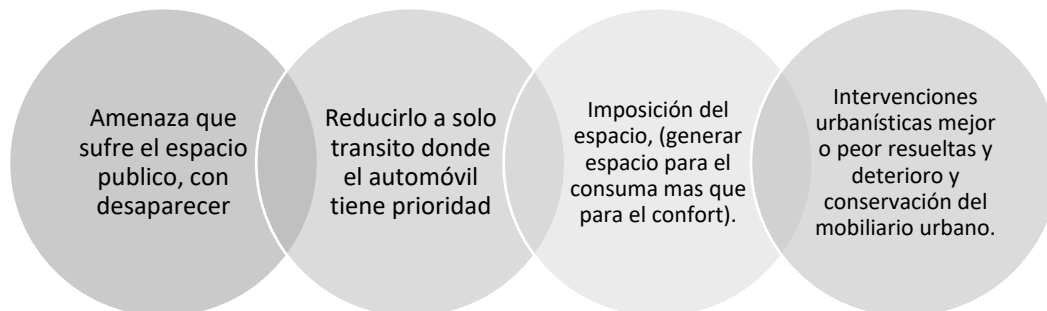 Amenaza que
sufre el espacio
publico, con
desaparecer
Reducirlo a solo
transito donde
el automóvil
tiene prioridad
Imposición del
espacio, (generar
espacio para el
consuma mas que
para el confort).
Intervenciones
urbanísticas mejor
o peor resueltas y
deterioro y
conservación del
mobiliario urbano.